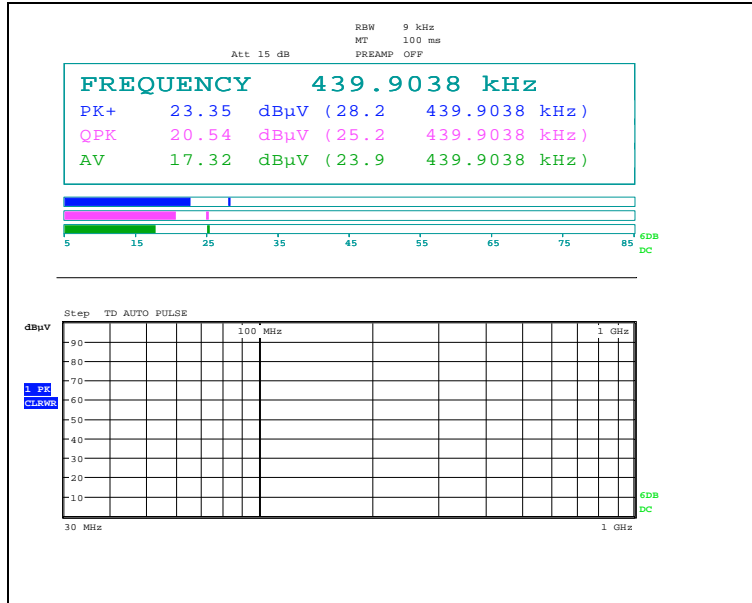 RBW 9 kHz
MT 100 ms
Att 15 dB PREAMP OFF
FREQUENCY 439.9038 kHz
PK+ 23.35 dBµV (28.2 439.9038 kHz)
QPK 20.54 dBµV (25.2 439.9038 kHz)
AV 17.32 dBµV (23.9 439.9038 kHz)
5 15 25 35 45 55 65 75 85
6DB
DC
Step TD AUTO PULSE
dBµV
100 MHz 1 GHz
90
80
70
1 PK
CLRWR
60
50
40
30
20
10
6DB
DC
30 MHz 1 GHz